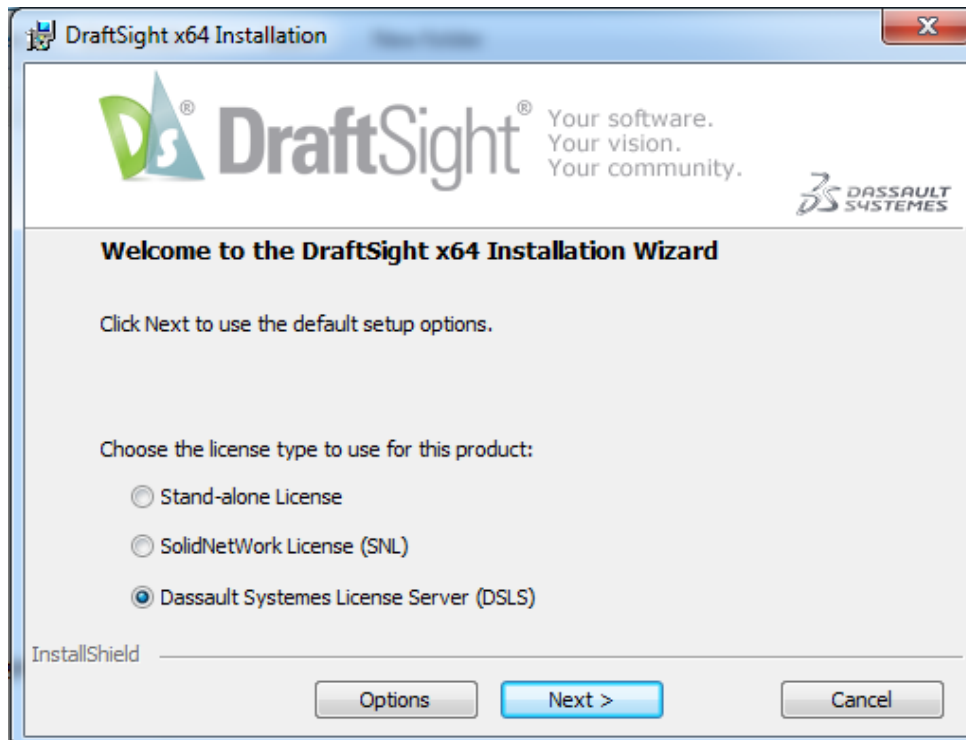 DraftSight x64 Installation
DS® DraftSight® Your software.
Your vision.
Your community.
DASSAULT
SYSTEMES
Welcome to the DraftSight x64 Installation Wizard
Click Next to use the default setup options.
Choose the license type to use for this product:
Stand-alone License
SolidNetWork License (SNL)
Dassault Systemes License Server (DSLS)
InstallShield
Options Next > Cancel